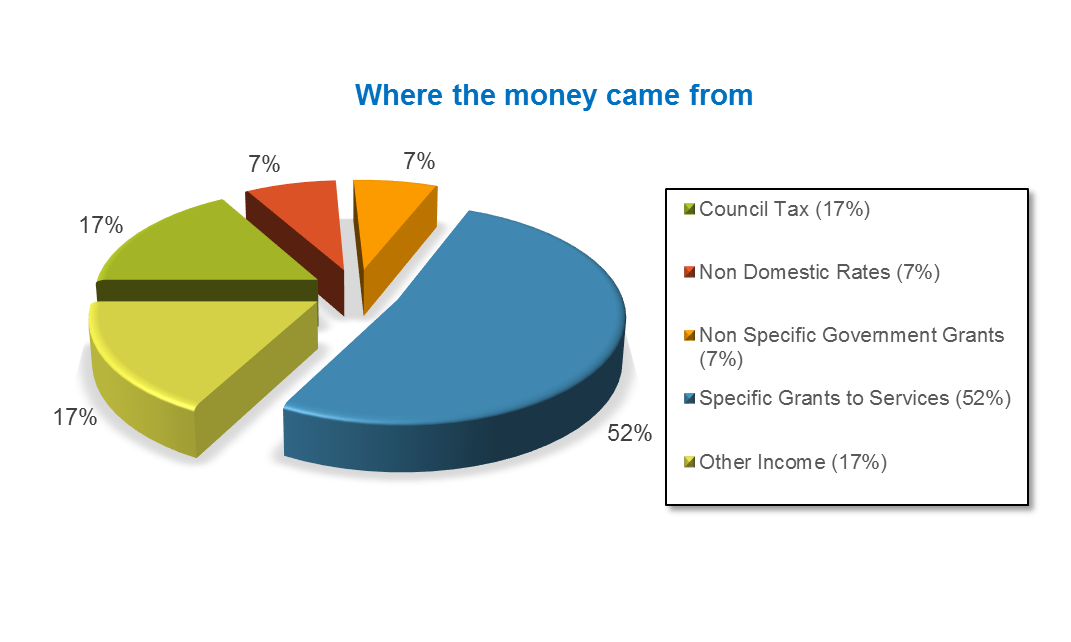 Where the money came from
7%
7%
17%
17%
52%
Council Tax (17%)
Non Domestic Rates (7%)
Non Specific Government Grants
(7%)
Specific Grants to Services (52%)
Other Income (17%)